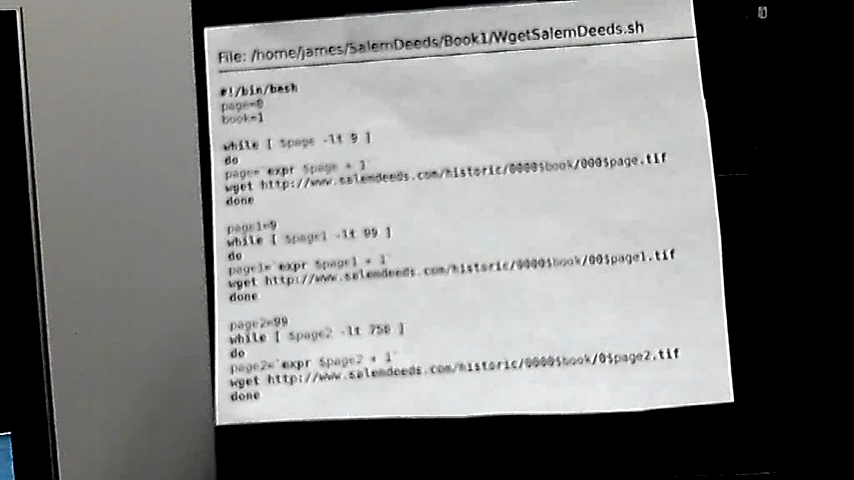 File: /home/james/SalemDeeds/Book1/WgetSalemDeeds.sh
#!/bin/bash
page=0
book=1
while [ $page -lt 9 ]
do
page=`expr $page + 1`
wget http://www.salemdeeds.com/historic/0000$book/000$page.tif
done
page1=9
while [ $page1 -lt 99 ]
do
page1=`expr $page1 + 1`
wget http://www.salemdeeds.com/historic/0000$book/00$page1.tif
done
page2=99
while [ $page2 -lt 750 ]
do
page2=`expr $page2 + 1`
wget http://www.salemdeeds.com/historic/0000$book/0$page2.tif
done